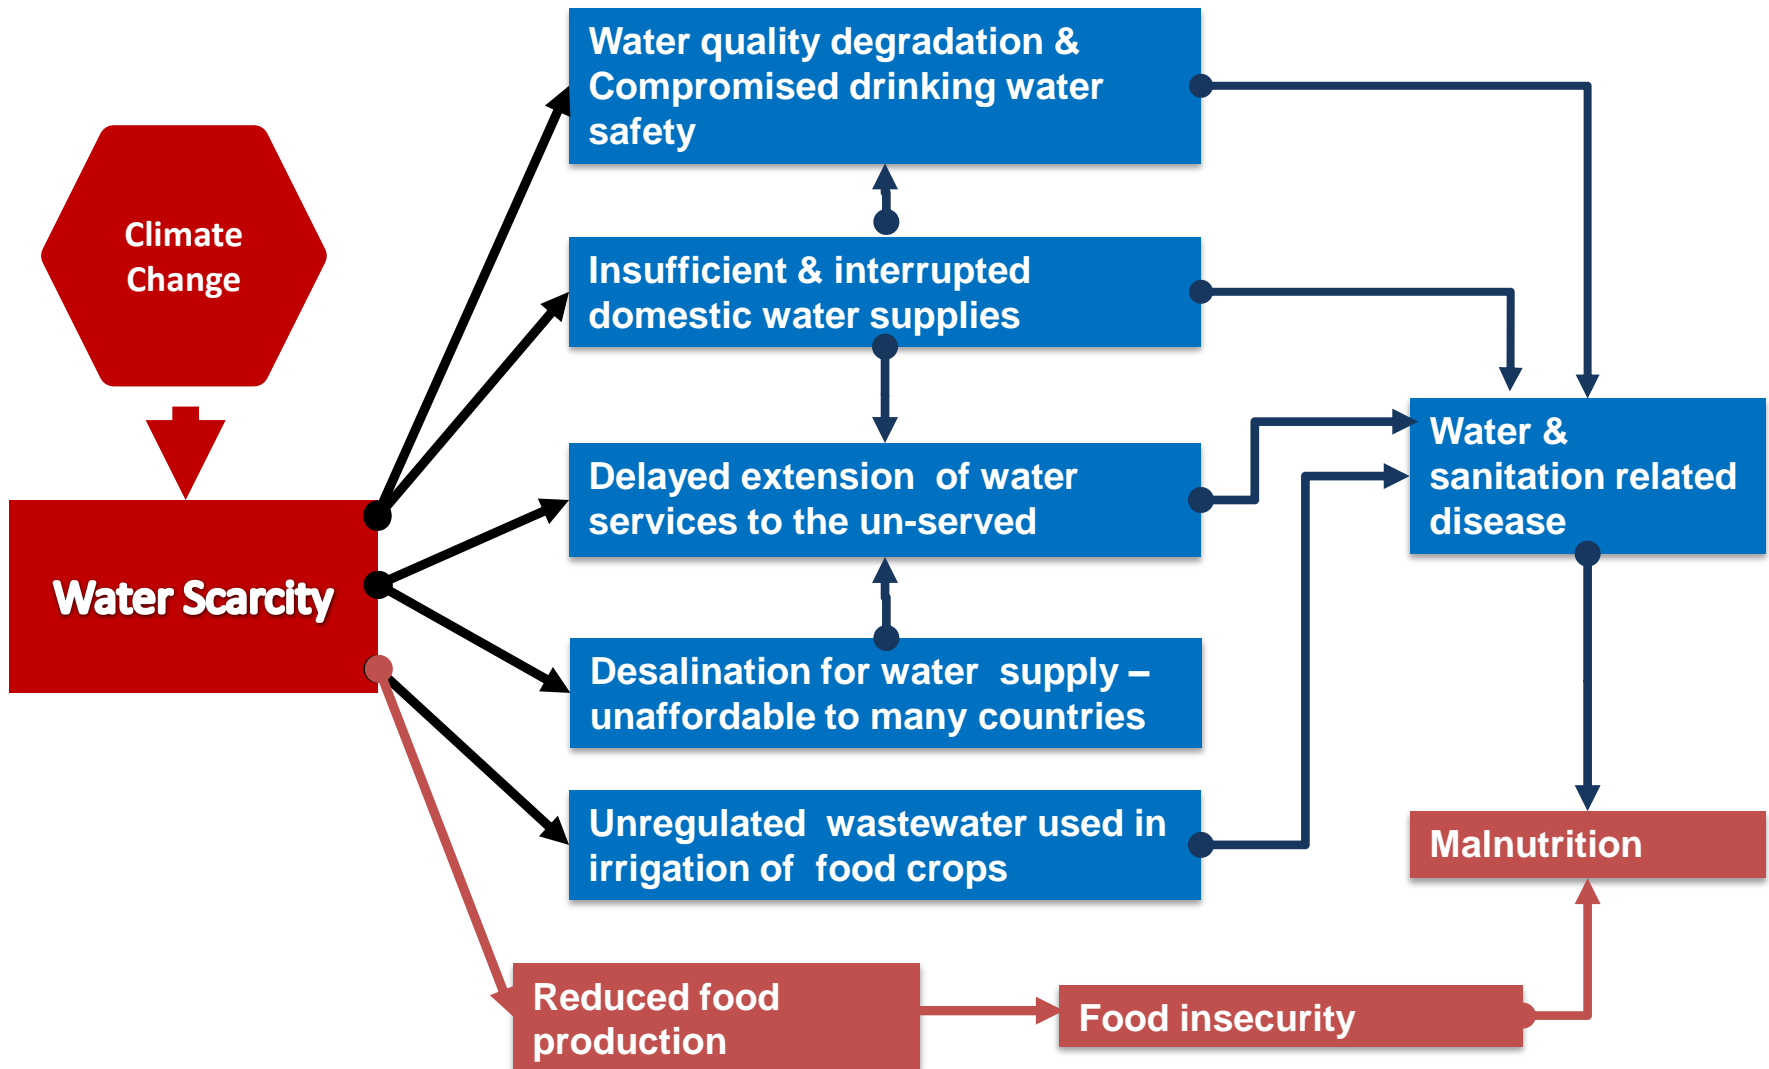 Climate
Change
Water Scarcity
Water quality degradation &
Compromised drinking water
safety
Insufficient & interrupted
domestic water supplies
Delayed extension of water
services to the un-served
Desalination for water supply –
unaffordable to many countries
Unregulated wastewater used in
irrigation of food crops
Reduced food
production
Food insecurity
Water &
sanitation related
disease
Malnutrition